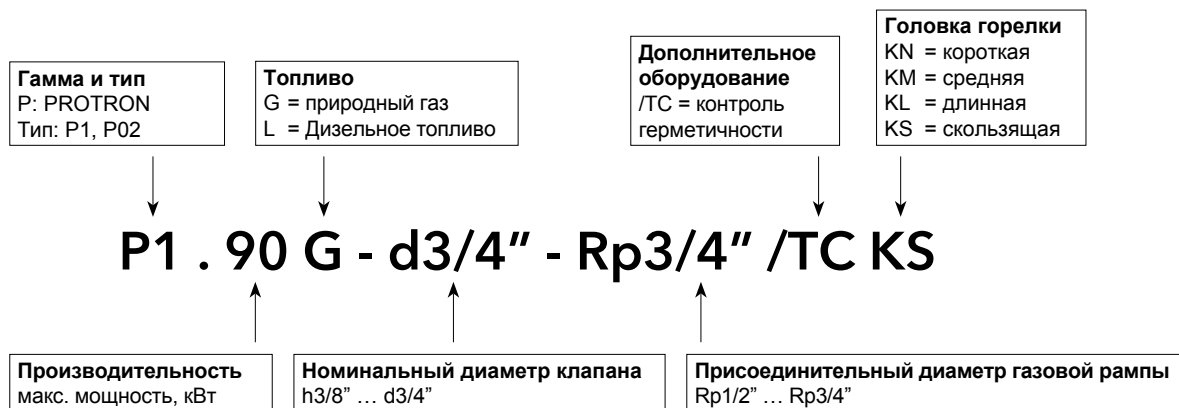 Гамма и тип
P: PROTRON
Тип: P1, P02
Топливо
G = природный газ
L = Дизельное топливо
Дополнительное
оборудование
/TC = контроль
герметичности
Головка горелки
KN = короткая
KM = средняя
KL = длинная
KS = скользящая
P1 . 90 G - d3/4” - Rp3/4” /TC KS
Производительность
макс. мощность, кВт
Номинальный диаметр клапана
h3/8” … d3/4”
Присоединительный диаметр газовой рампы
Rp1/2” … Rp3/4”